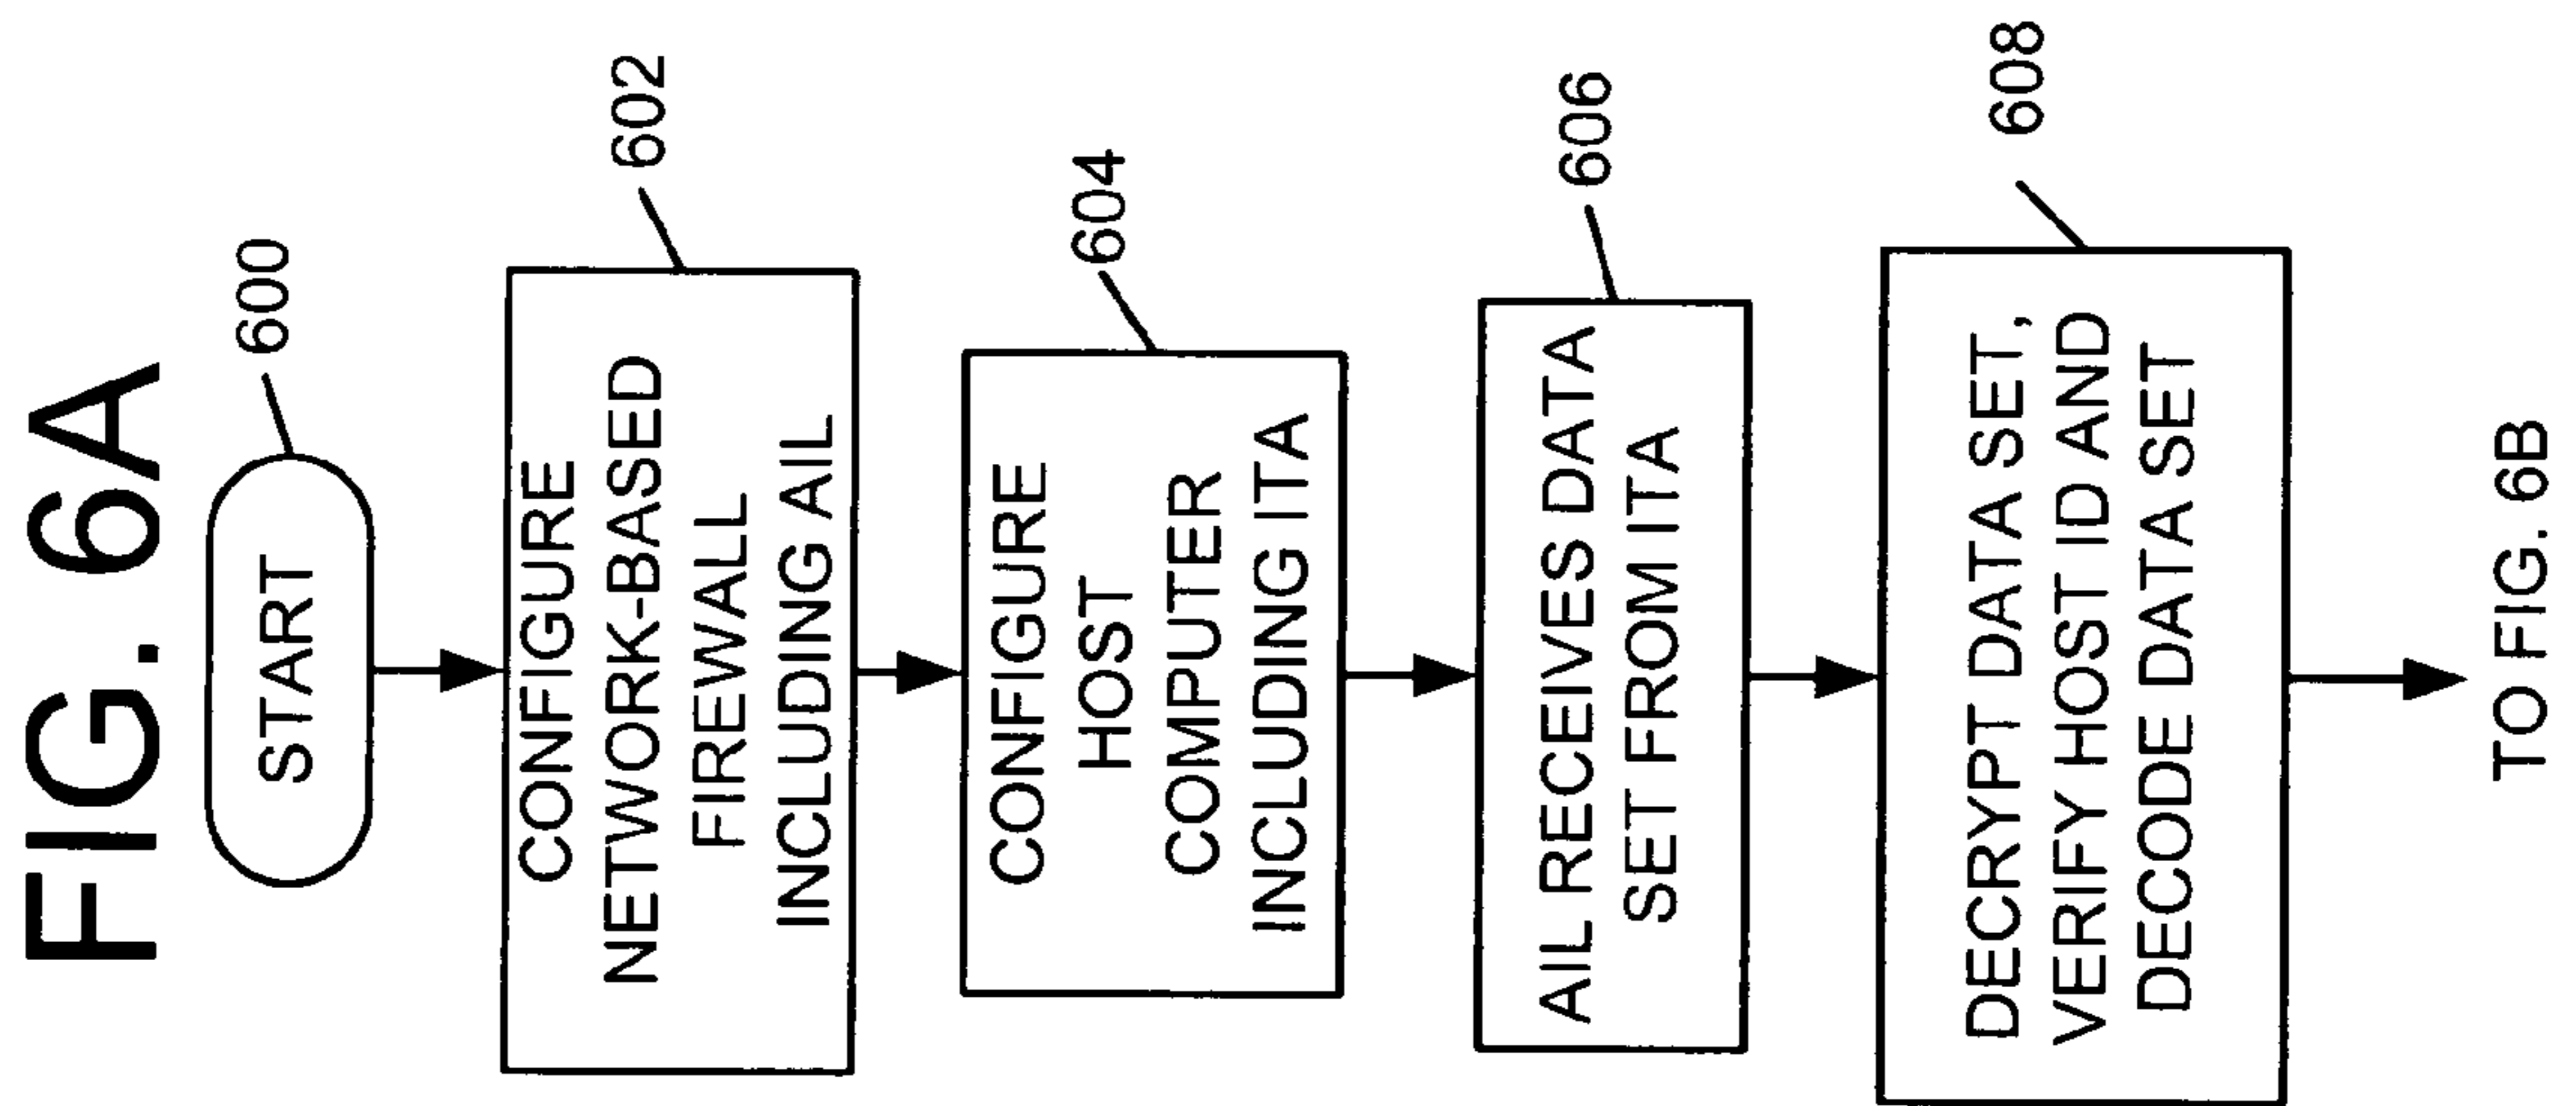 FIG. 6A
START
600
CONFIGURE
NETWORK-BASED
FIREWALL
INCLUDING AIL
602
CONFIGURE
HOST
COMPUTER
INCLUDING ITA
604
AIL RECEIVES DATA
SET FROM ITA
606
DECRYPT DATA SET,
VERIFY HOST ID AND
DECODE DATA SET
608
TO FIG. 6B